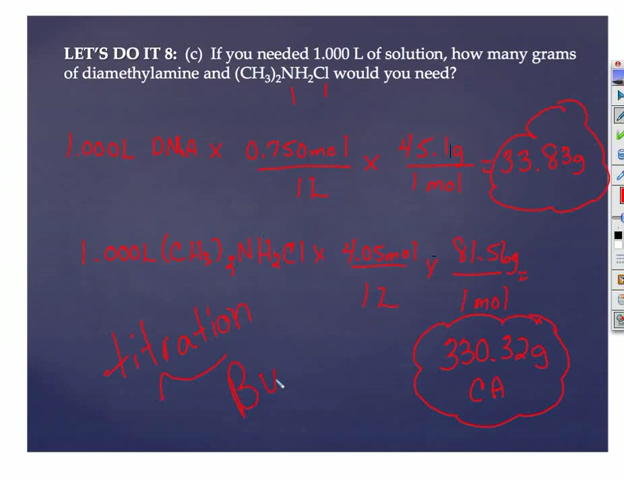 LET'S DO IT 8: (c) If you needed 1.000 L of solution, how many grams
of diamethylamine and (CH₃)₂NH₂Cl would you need?
1.000L DMA x 0.750mol/1L x 45.1g/1mol = 33.83g
1.000L (CH₃)₂NH₂Cl x 4.05mol/1L x 81.56g/1mol =
330.32g
CA
titration
Bu